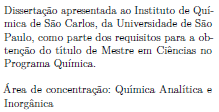 Dissertação apresentada ao Instituto de Quí-
mica de São Carlos, da Universidade de São
Paulo, como parte dos requisitos para a ob-
tenção do título de Mestre em Ciências no
Programa Química.
Área de concentração: Química Analítica e
Inorgânica